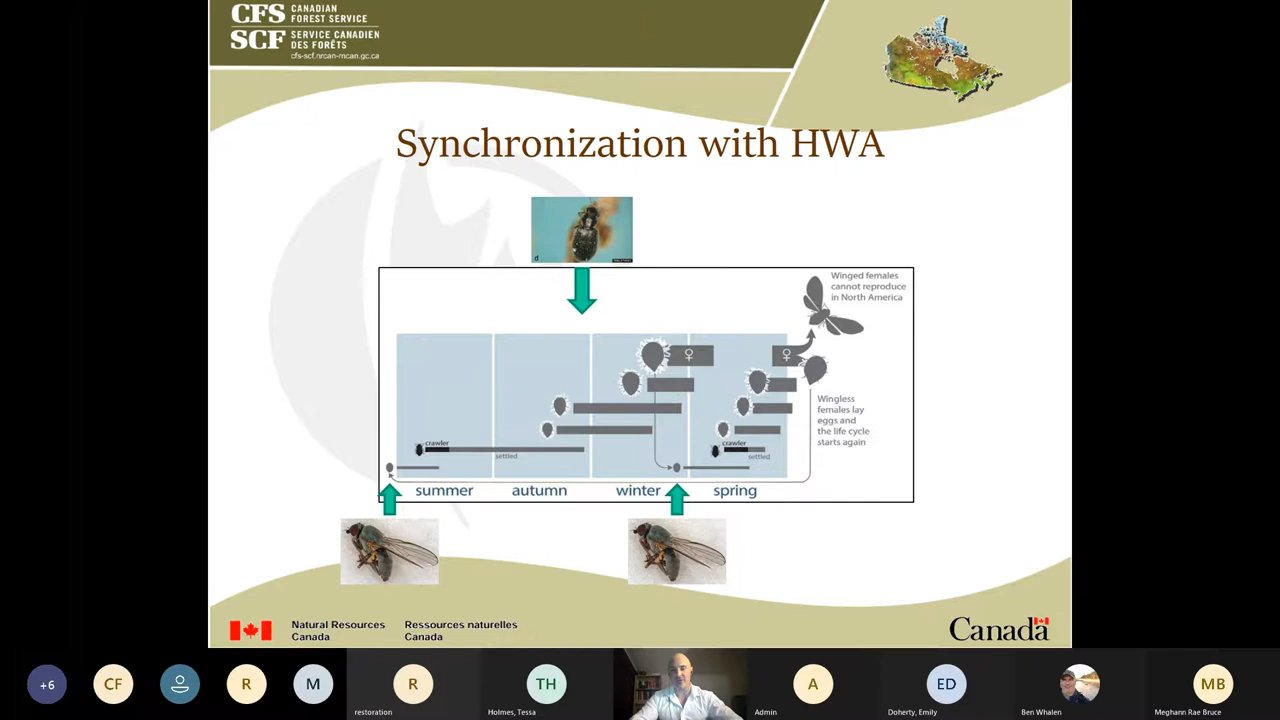 CFS CANADIAN
FOREST SERVICE
SCF SERVICE CANADIEN
DES FORÊTS
cfs-scf.nrcan-rncan.gc.ca
Synchronization with HWA
d
Winged females
cannot reproduce
in North America
♀
♀
Wingless
females lay
eggs and
the life cycle
starts again
crawler
settled
crawler
settled
summer autumn winter spring
Natural Resources
Canada
Ressources naturelles
Canada
Canada
+6
CF
R
M
R
restoration
TH
Holmes, Tessa
A
Admin
ED
Doherty, Emily
Ben Whalen
MB
Meghann Rae Bruce